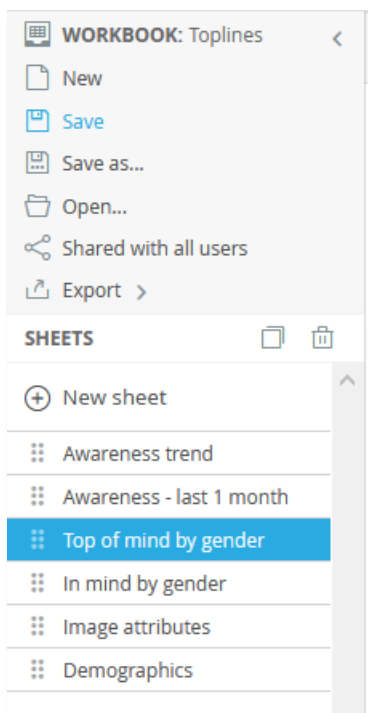 WORKBOOK: Toplines
New
Save
Save as...
Open...
Shared with all users
Export
SHEETS
New sheet
Awareness trend
Awareness - last 1 month
Top of mind by gender
In mind by gender
Image attributes
Demographics